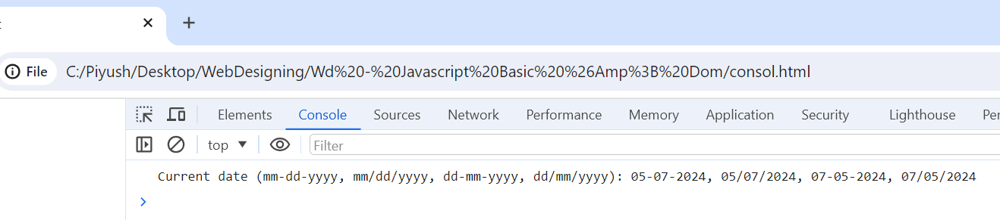 File C:/Piyush/Desktop/WebDesigning/Wd%20-%20Javascript%20Basic%20%26Amp%3B%20Dom/consol.html
Elements Console Sources Network Performance Memory Application Security Lighthouse Per
top Filter
Current date (mm-dd-yyyy, mm/dd/yyyy, dd-mm-yyyy, dd/mm/yyyy): 05-07-2024, 05/07/2024, 07-05-2024, 07/05/2024